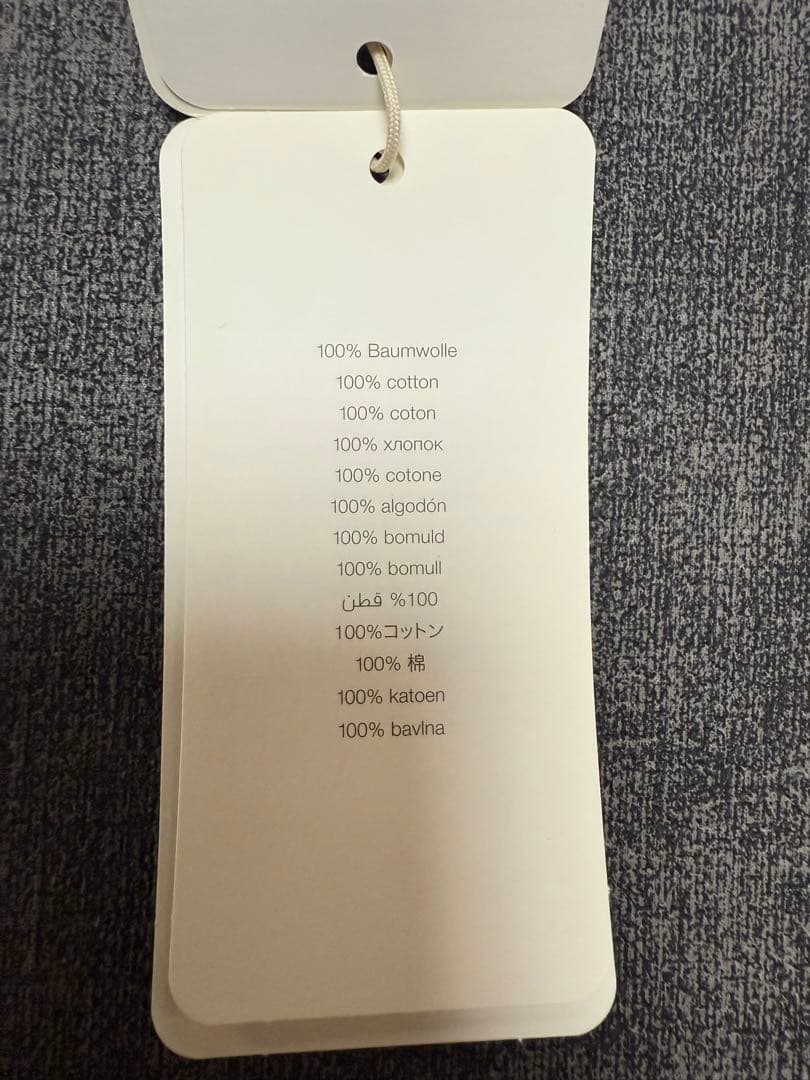 100% Baumwolle
100% cotton
100% coton
100% хлопок
100% cotone
100% algodón
100% bomuld
100% bomull
100% قطن
100%コットン
100% 棉
100% katoen
100% bavlna